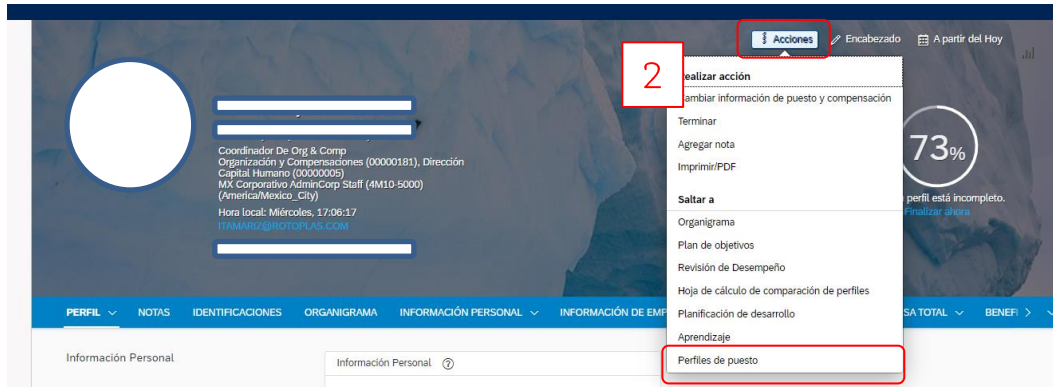 Acciones
Encabezado
A partir del Hoy
2
ealizar acción
Cambiar información de puesto y compensación
Terminar
Agregar nota
Imprimir/PDF
Saltar a
Organigrama
Plan de objetivos
Revisión de Desempeño
Hoja de cálculo de comparación de perfiles
Planificación de desarrollo
Aprendizaje
Perfiles de puesto
Coordinador De Org & Comp
Organización y Compensaciones (00000181), Dirección
Capital Humano (00000005)
MX Corporativo AdminCorp Staff (4M10-5000)
(America/Mexico_City)
Hora local: Miércoles, 17:06:17
ITAMARIZ@ROTOPLAS.COM
73%
perfil está incompleto.
Finalizar ahora
PERFIL
NOTAS
IDENTIFICACIONES
ORGANIGRAMA
INFORMACIÓN PERSONAL
INFORMACIÓN DE EMP
SA TOTAL
BENEFI
Información Personal
Información Personal